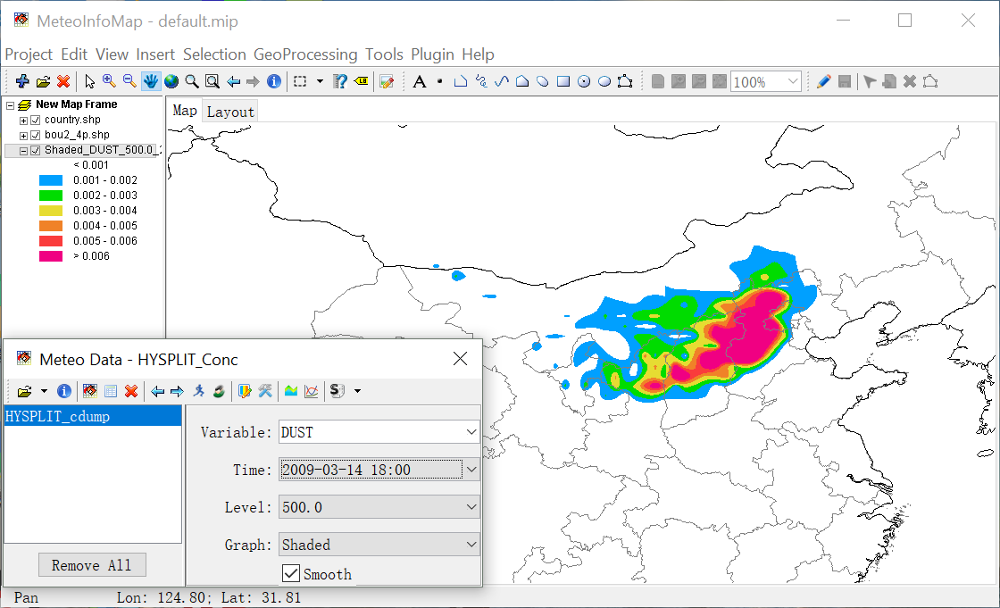 MeteoInfoMap - default.mip
Project Edit View Insert Selection GeoProcessing Tools Plugin Help
A LB 100%
New Map Frame
country.shp
bou2_4p.shp
Shaded_DUST_500.0_
< 0.001
0.001 - 0.002
0.002 - 0.003
0.003 - 0.004
0.004 - 0.005
0.005 - 0.006
> 0.006
Map Layout
Meteo Data - HYSPLIT_Conc
S
HYSPLIT_cdump
Variable: DUST
Time: 2009-03-14 18:00
Level: 500.0
Graph: Shaded
Smooth
Remove All
Pan Lon: 124.80; Lat: 31.81